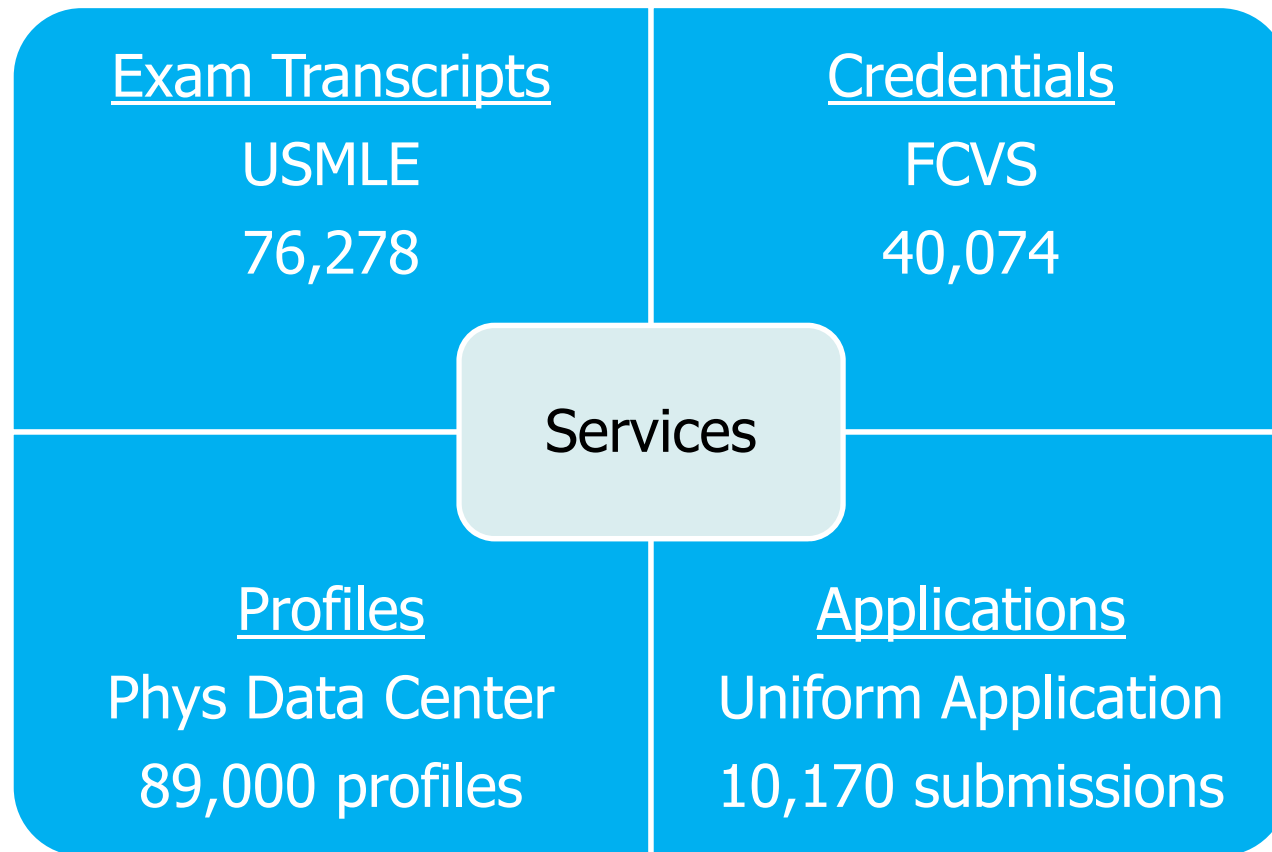 Exam Transcripts
USMLE
76,278
Credentials
FCVS
40,074
Services
Profiles
Phys Data Center
89,000 profiles
Applications
Uniform Application
10,170 submissions